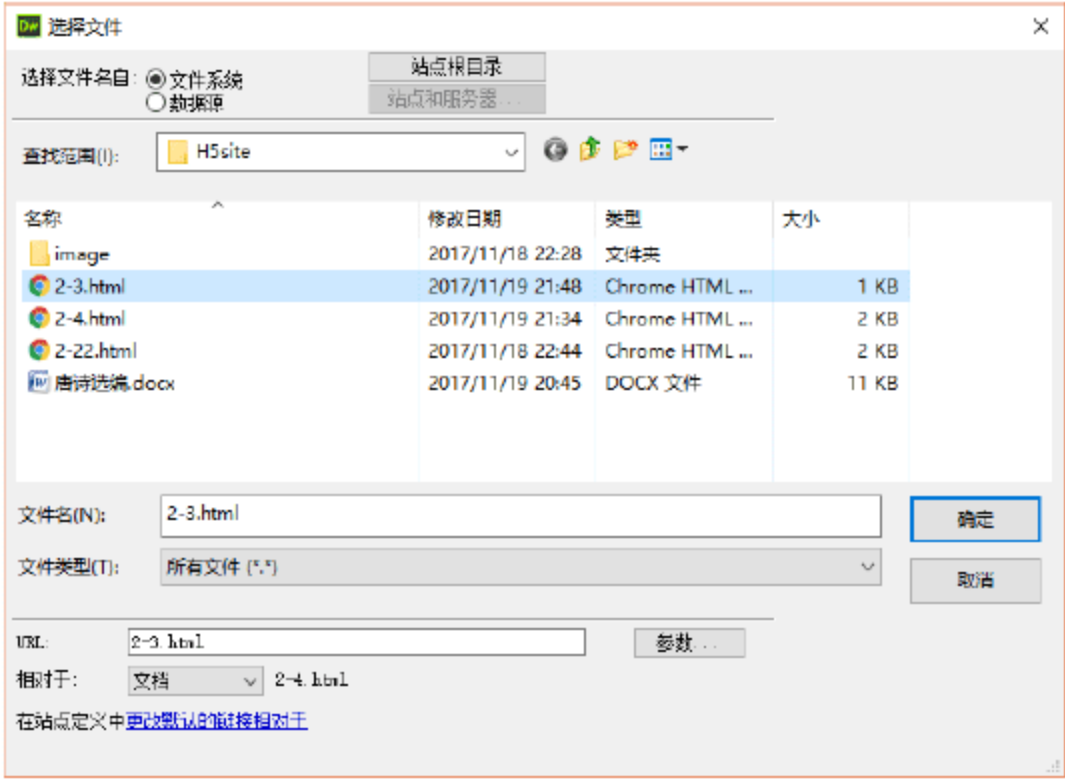 Dw 选择文件
选择文件名自: 文件系统 站点根目录
数据源 站点和服务器...
查找范围(I): H5site
名称 修改日期 类型 大小
image 2017/11/18 22:28 文件夹
2-3.html 2017/11/19 21:48 Chrome HTML ... 1 KB
2-4.html 2017/11/19 21:34 Chrome HTML ... 2 KB
2-22.html 2017/11/18 22:44 Chrome HTML ... 2 KB
唐诗选编.docx 2017/11/19 20:45 DOCX 文件 11 KB
文件名(N): 2-3.html 确定
文件类型(T): 所有文件 (*.*) 取消
URL: 2-3.html 参数...
相对于: 文档 2-4.html
在站点定义中更改默认的链接相对于